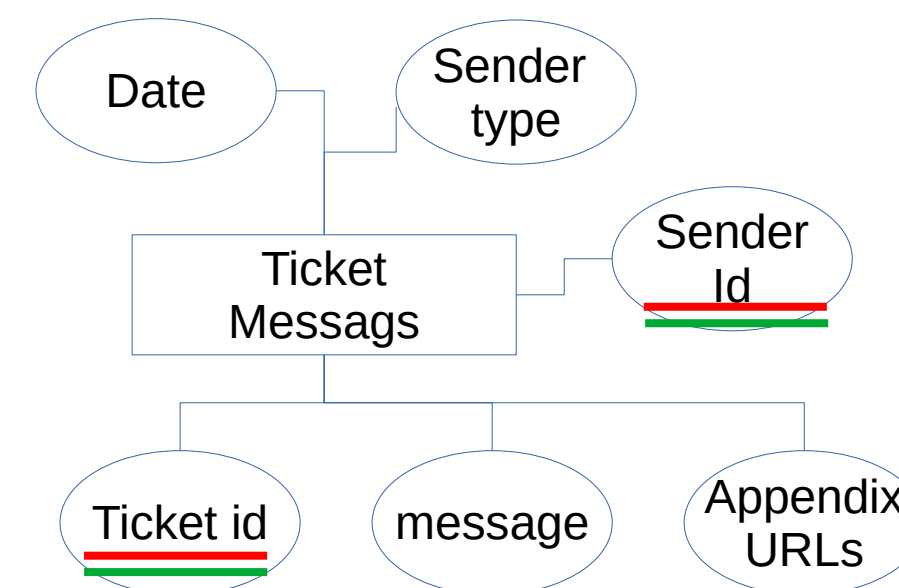 Date
Sender
type
Sender
Id
Ticket
Messags
Ticket id
message
Appendix
URLs